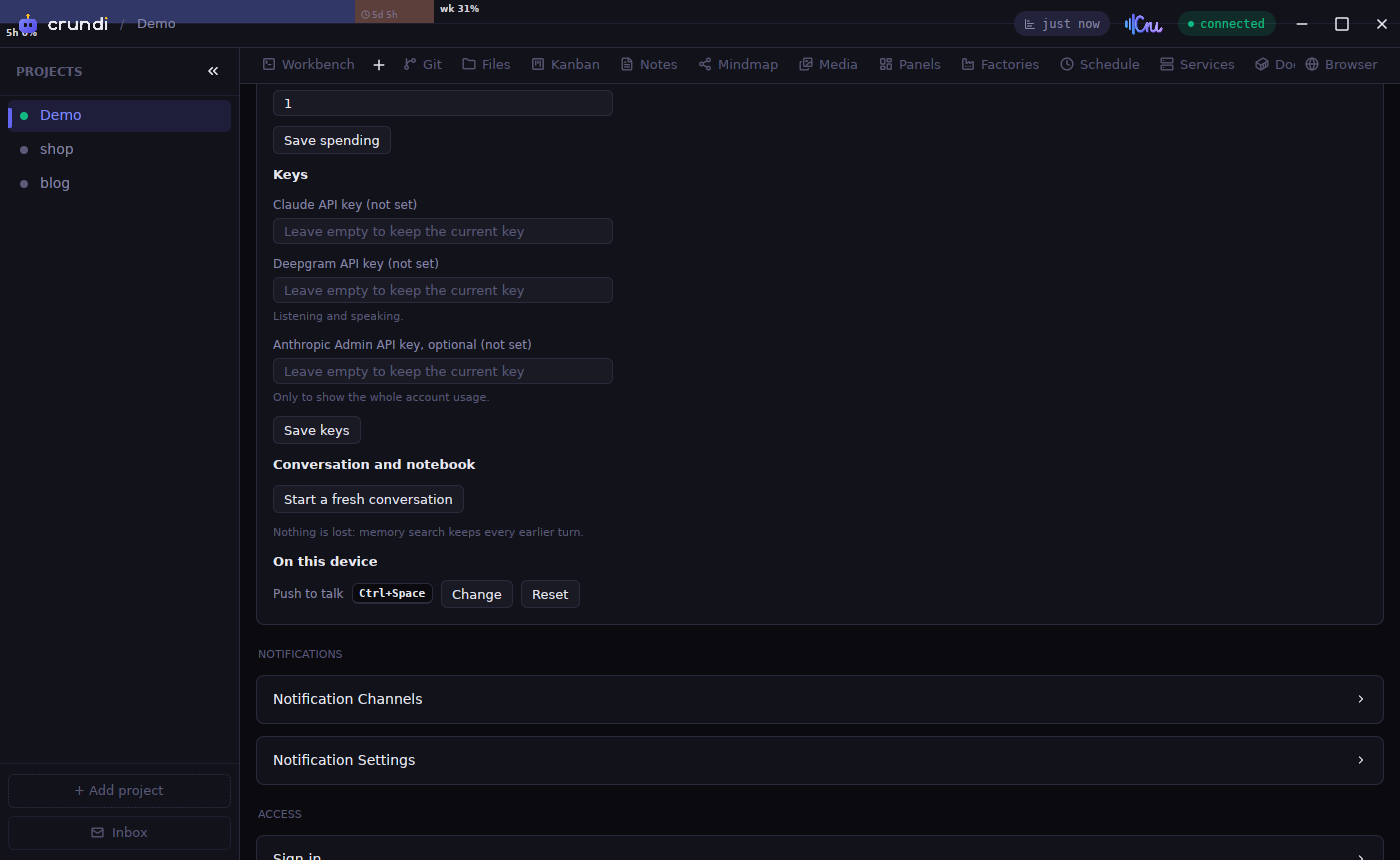 5d 5h
wk 31%
5h 6%
crundi / Demo
just now
Cru
connected
PROJECTS
Demo
shop
blog
+ Add project
Inbox
Workbench
+
Git
Files
Kanban
Notes
Mindmap
Media
Panels
Factories
Schedule
Services
Do
Browser
1
Save spending
Keys
Claude API key (not set)
Leave empty to keep the current key
Deepgram API key (not set)
Leave empty to keep the current key
Listening and speaking.
Anthropic Admin API key, optional (not set)
Leave empty to keep the current key
Only to show the whole account usage.
Save keys
Conversation and notebook
Start a fresh conversation
Nothing is lost: memory search keeps every earlier turn.
On this device
Push to talk Ctrl+Space Change Reset
NOTIFICATIONS
Notification Channels
Notification Settings
ACCESS
Sign in